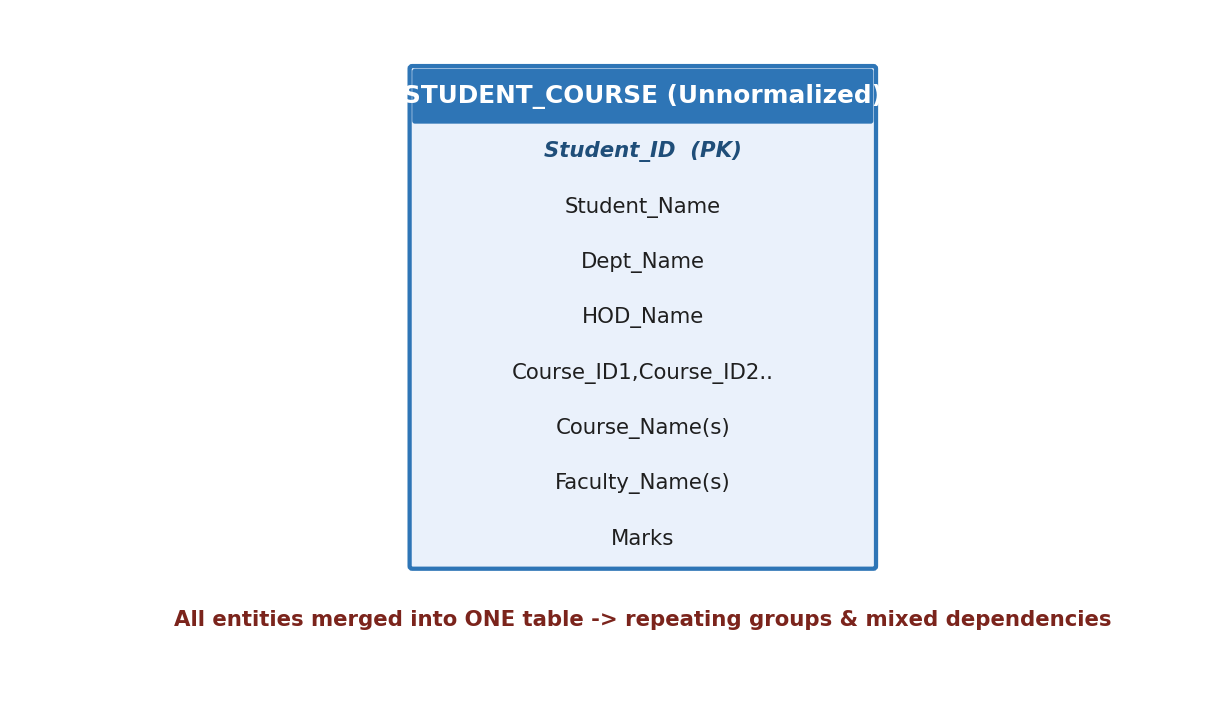 STUDENT_COURSE (Unnormalized)
Student_ID  (PK)
Student_Name
Dept_Name
HOD_Name
Course_ID1,Course_ID2..
Course_Name(s)
Faculty_Name(s)
Marks
All entities merged into ONE table -> repeating groups & mixed dependencies